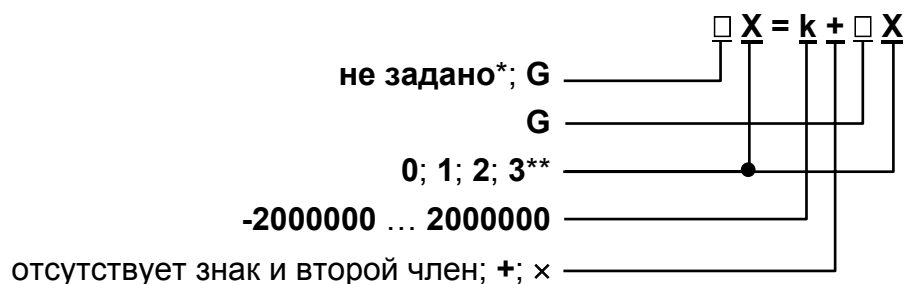 □ X = k + □ X
не задано*; G
G
0; 1; 2; 3**
-2000000 … 2000000
отсутствует знак и второй член; +; ×